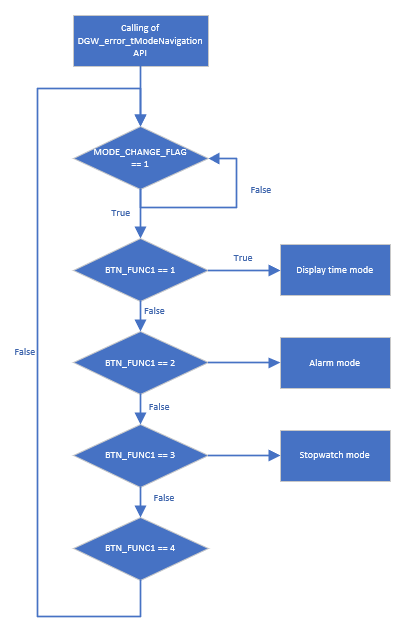 Calling of
DGW_error_tModeNavigation
API
MODE_CHANGE_FLAG
== 1
False
True
BTN_FUNC1 == 1
True
Display time mode
False
BTN_FUNC1 == 2
Alarm mode
False
False
BTN_FUNC1 == 3
Stopwatch mode
False
BTN_FUNC1 == 4